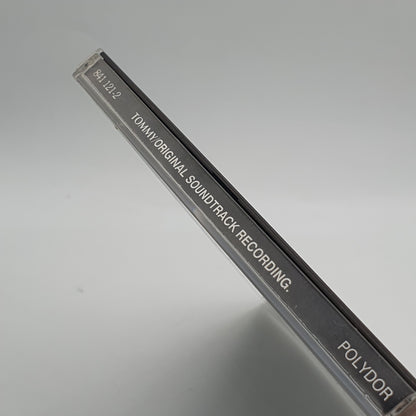 841 121-2
TOMMY/ORIGINAL SOUNDTRACK RECORDING.
POLYDOR